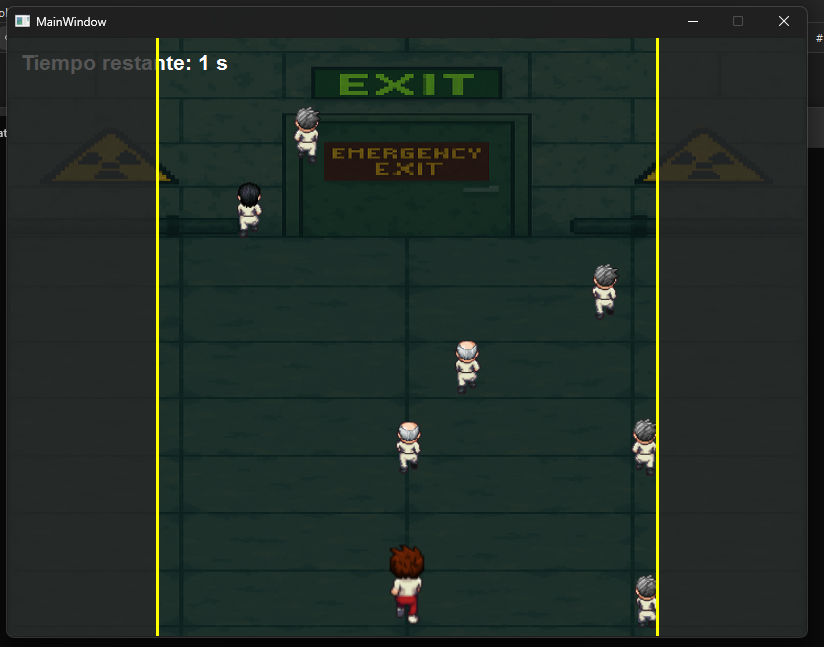 MainWindow
Tiempo restante: 1 s
EXIT
EMERGENCY
EXIT
#